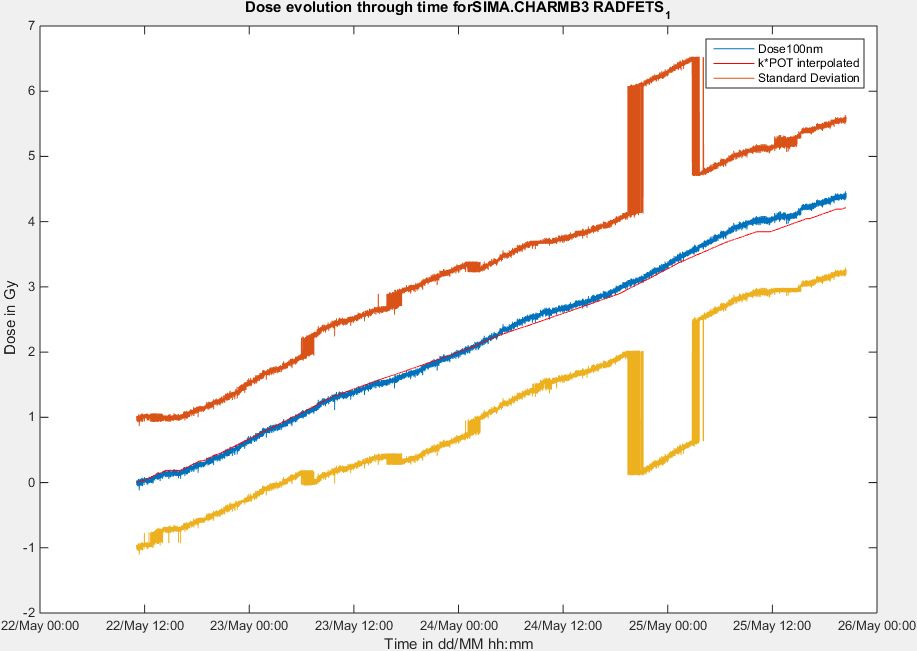 Dose evolution through time forSIMA.CHARMB3 RADFETS1
7
6
5
4
3
2
1
0
-1
-2
Dose in Gy
Dose100nm
k*POT interpolated
Standard Deviation
22/May 00:00 22/May 12:00 23/May 00:00 23/May 12:00 24/May 00:00 24/May 12:00 25/May 00:00 25/May 12:00 26/May 00:00
Time in dd/MM hh:mm